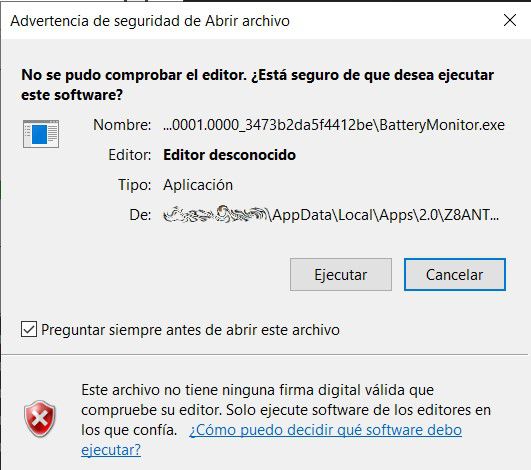 Advertencia de seguridad de Abrir archivo
No se pudo comprobar el editor. ¿Está seguro de que desea ejecutar
este software?
Nombre: ...0001.0000_3473b2da5f4412be\BatteryMonitor.exe
Editor: Editor desconocido
Tipo: Aplicación
De: \AppData\Local\Apps\2.0\Z8ANT...
Ejecutar Cancelar
Preguntar siempre antes de abrir este archivo
Este archivo no tiene ninguna firma digital válida que
compruebe su editor. Solo ejecute software de los editores en
los que confía. ¿Cómo puedo decidir qué software debo
ejecutar?